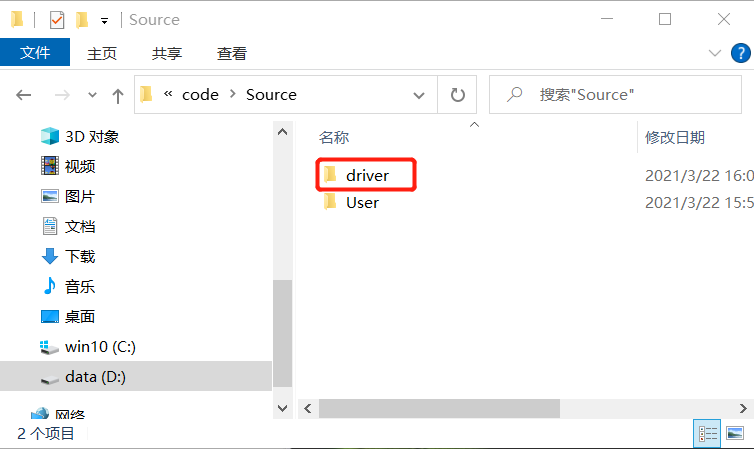 Source
文件 主页 共享 查看
« code > Source
搜索"Source"
3D 对象
视频
图片
文档
下载
音乐
桌面
win10 (C:)
data (D:)
网络
名称 修改日期
driver 2021/3/22 16:0
User 2021/3/22 15:5
2 个项目